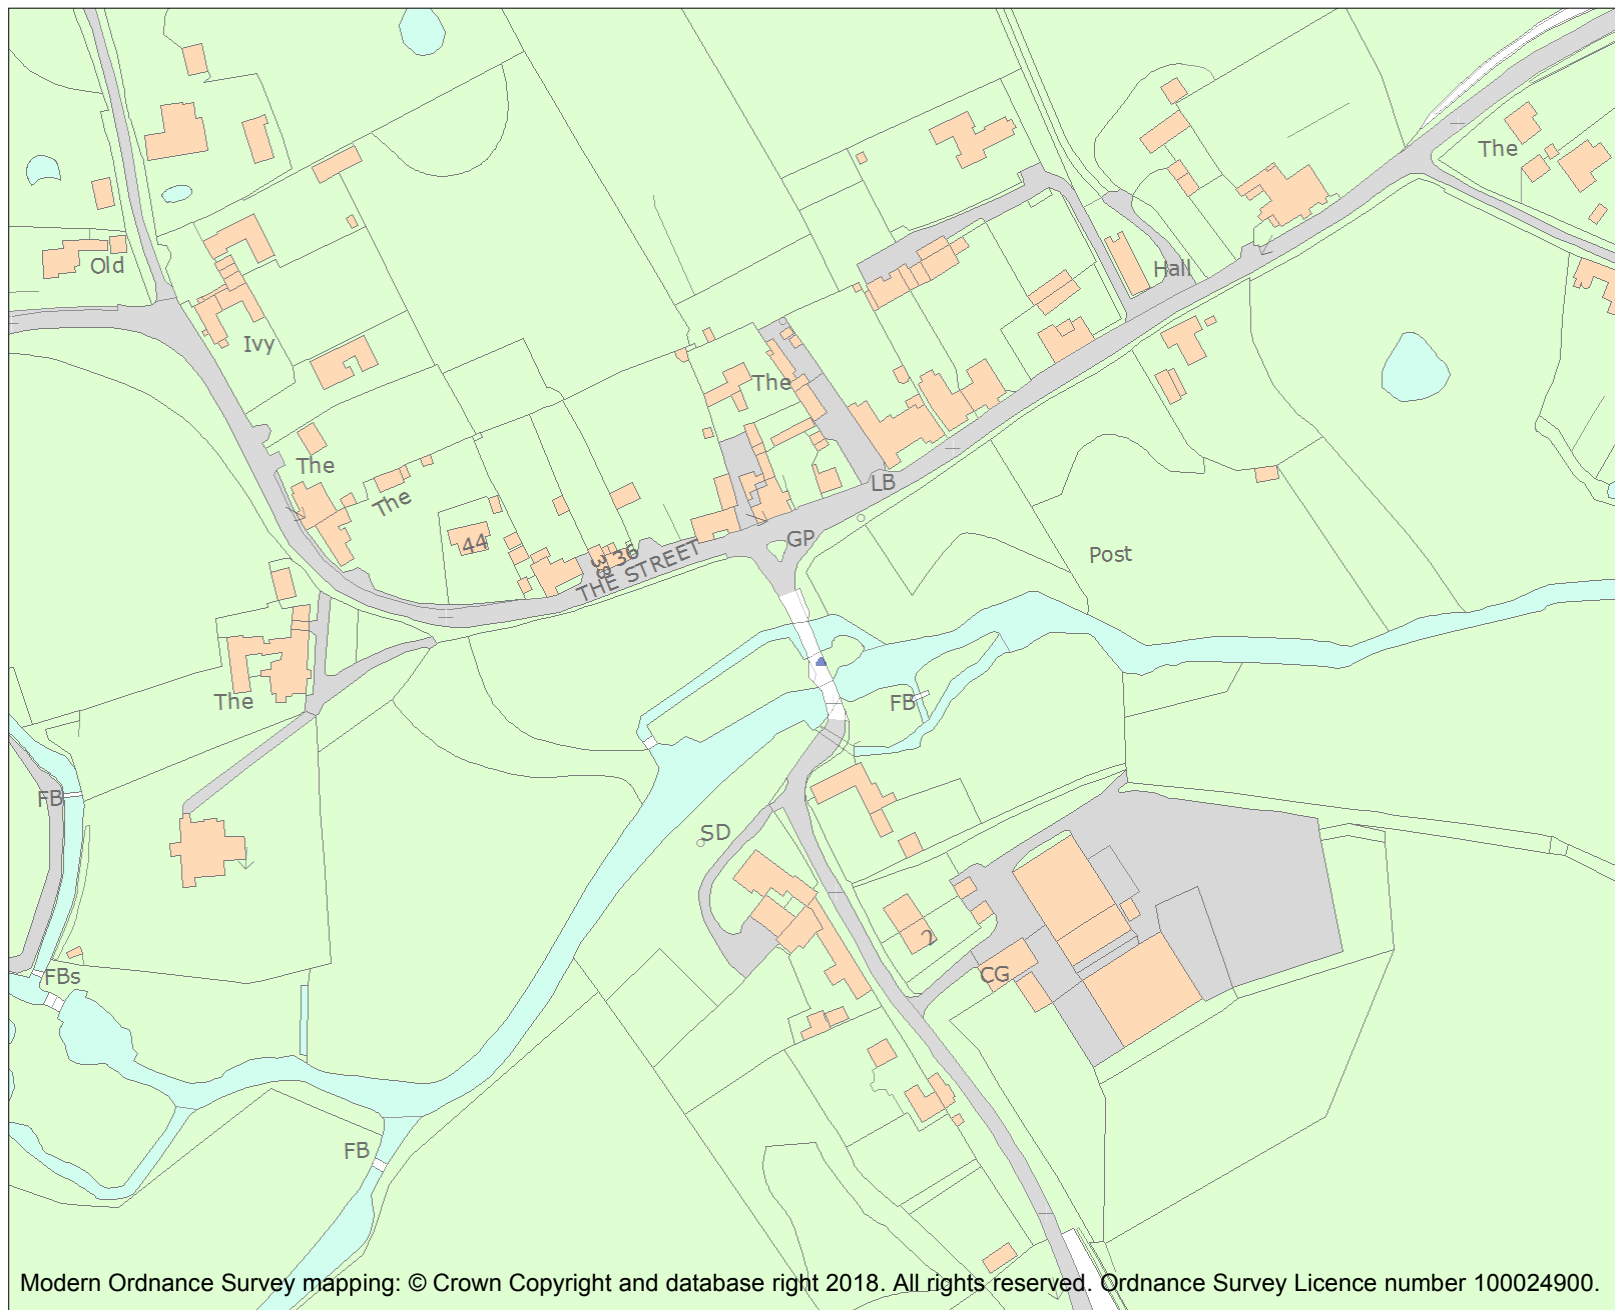 The
Old
Hall
Ivy
The
The
The
LB
44
38
36
GP
THE STREET
Post
The
FB
FB
SD
2
FBs
CG
FB
Modern Ordnance Survey mapping: © Crown Copyright and database right 2018. All rights reserved. Ordnance Survey Licence number 100024900.